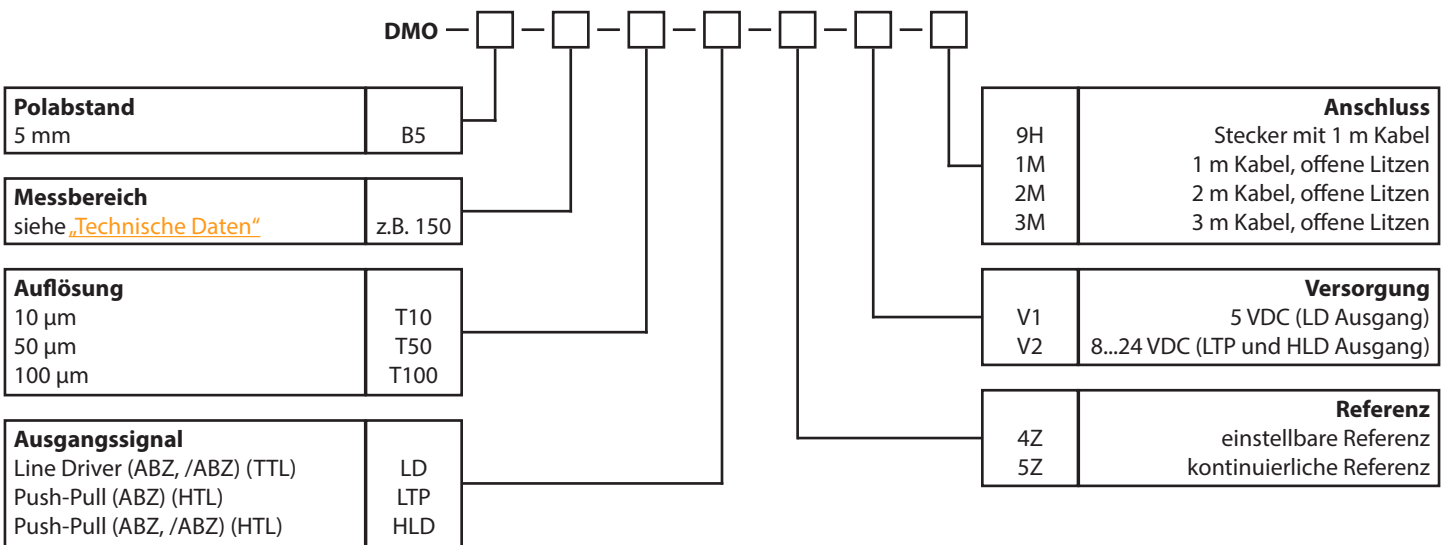 DMO
Polabstand
5 mm B5
Messbereich
siehe „Technische Daten“ z.B. 150
Auflösung
10 µm T10
50 µm T50
100 µm T100
Ausgangssignal
Line Driver (ABZ, /ABZ) (TTL) LD
Push-Pull (ABZ) (HTL) LTP
Push-Pull (ABZ, /ABZ) (HTL) HLD
Anschluss
9H Stecker mit 1 m Kabel
1M 1 m Kabel, offene Litzen
2M 2 m Kabel, offene Litzen
3M 3 m Kabel, offene Litzen
Versorgung
V1 5 VDC (LD Ausgang)
V2 8...24 VDC (LTP und HLD Ausgang)
Referenz
4Z einstellbare Referenz
5Z kontinuierliche Referenz